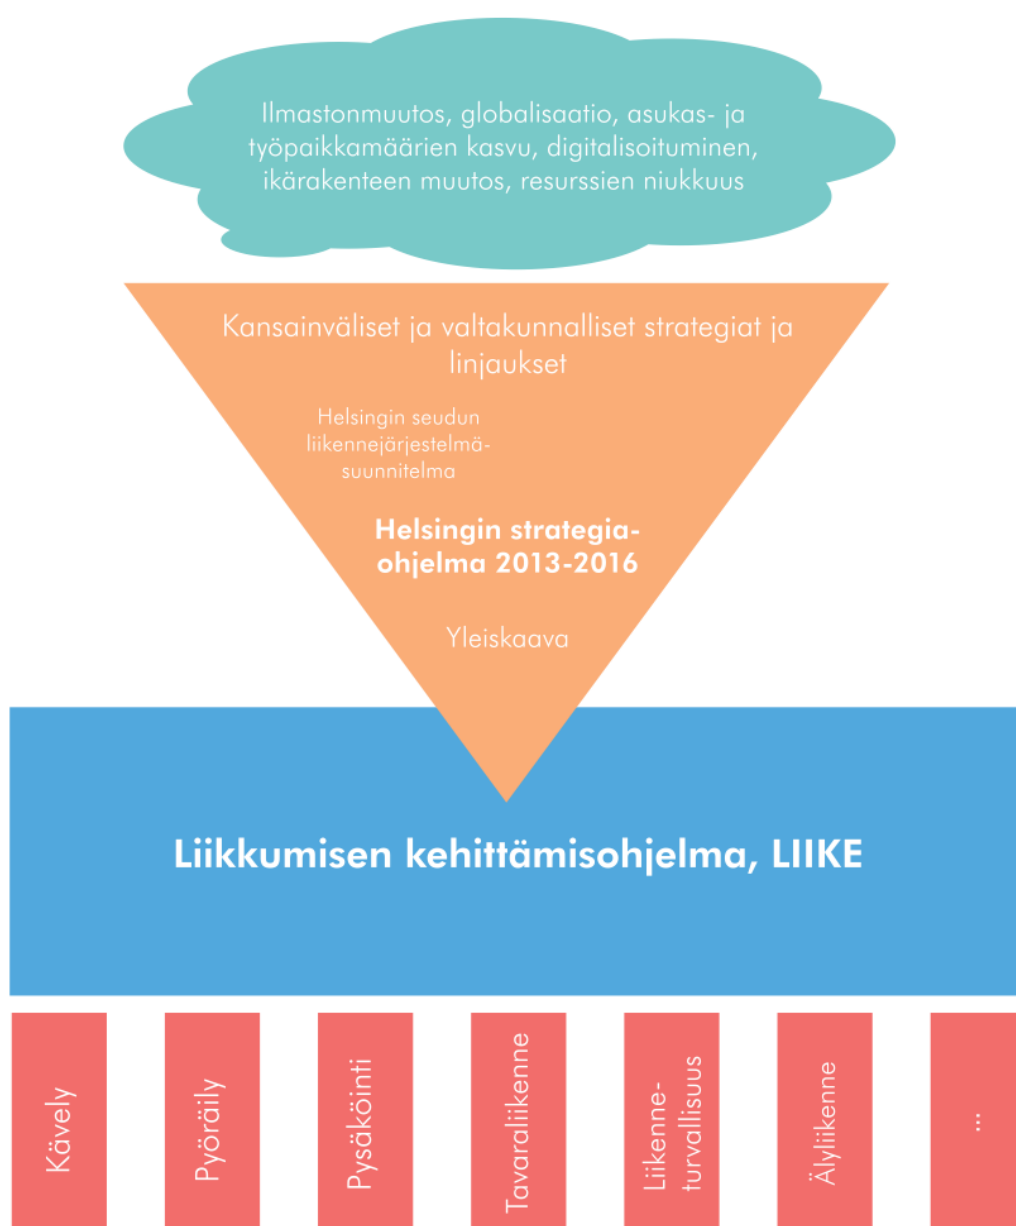 Ilmastonmuutos, globalisaatio, asukas- ja
työpaikkamäärien kasvu, digitalisoituminen,
ikärakenteen muutos, resurssien niukkuus
Kansainväliset ja valtakunnalliset strategiat ja
linjaukset
Helsingin seudun
liikennejärjestelmä-
suunnitelma
Helsingin strategia-
ohjelma 2013-2016
Yleiskaava
Liikkumisen kehittämisohjelma, LIIKE
Kävely
Pyöräily
Pysäköinti
Tavaraliikenne
Liikenne-
turvallisuus
Älyliikenne
...